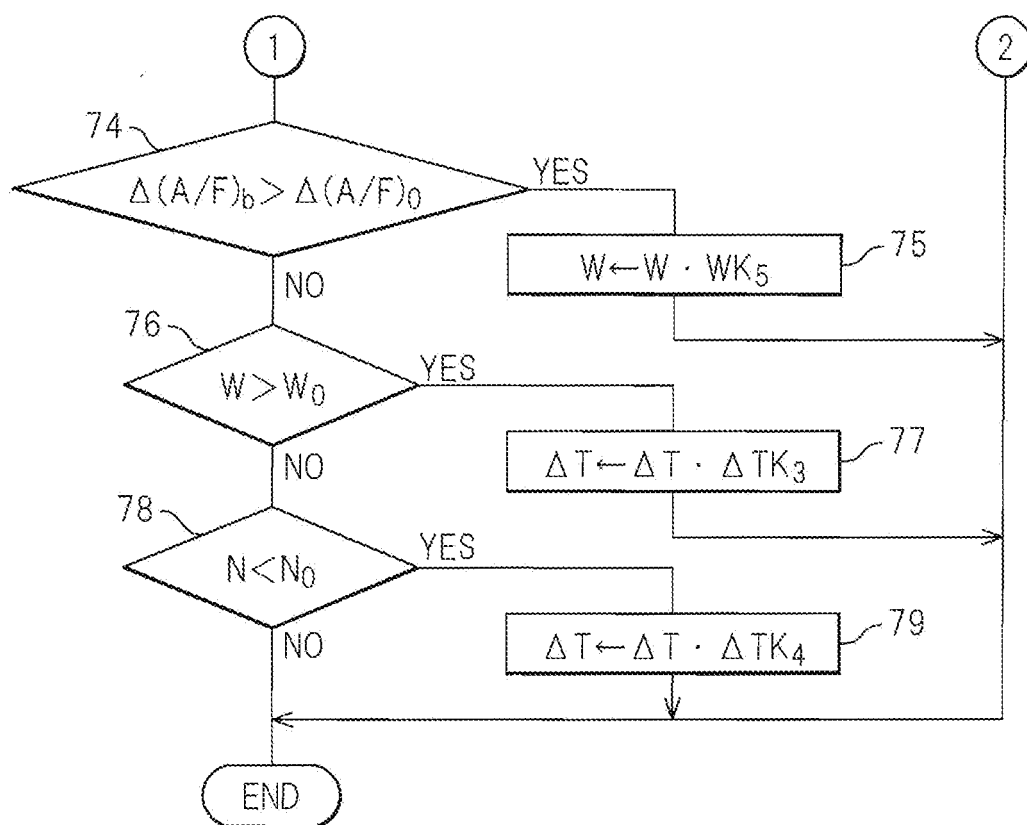 1
2
74
Δ(A/F)b > Δ(A/F)0
YES
75
W←W · WK5
NO
76
W>W0
YES
77
ΔT←ΔT · ΔTK3
NO
78
N<N0
YES
79
ΔT←ΔT · ΔTK4
NO
END